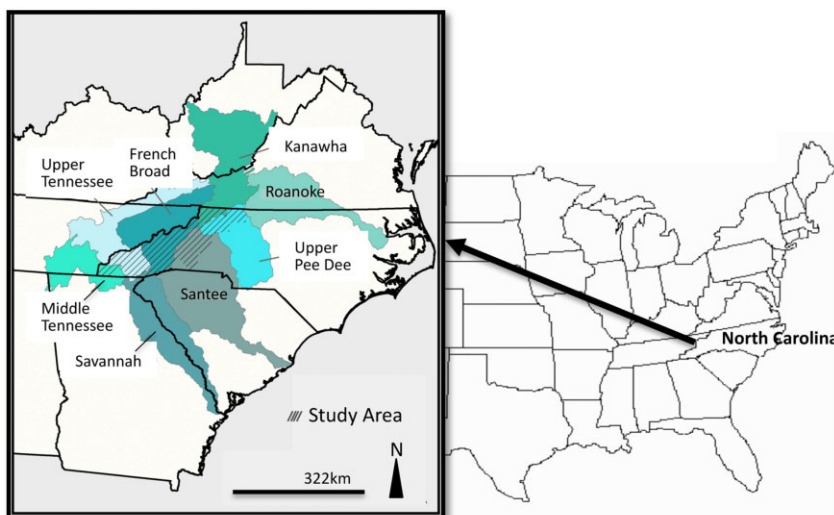 Kanawha
French
Broad
Upper
Tennessee
Roanoke
Upper
Pee Dee
Santee
Middle
Tennessee
Savannah
Study Area
N
322km
North Carolina